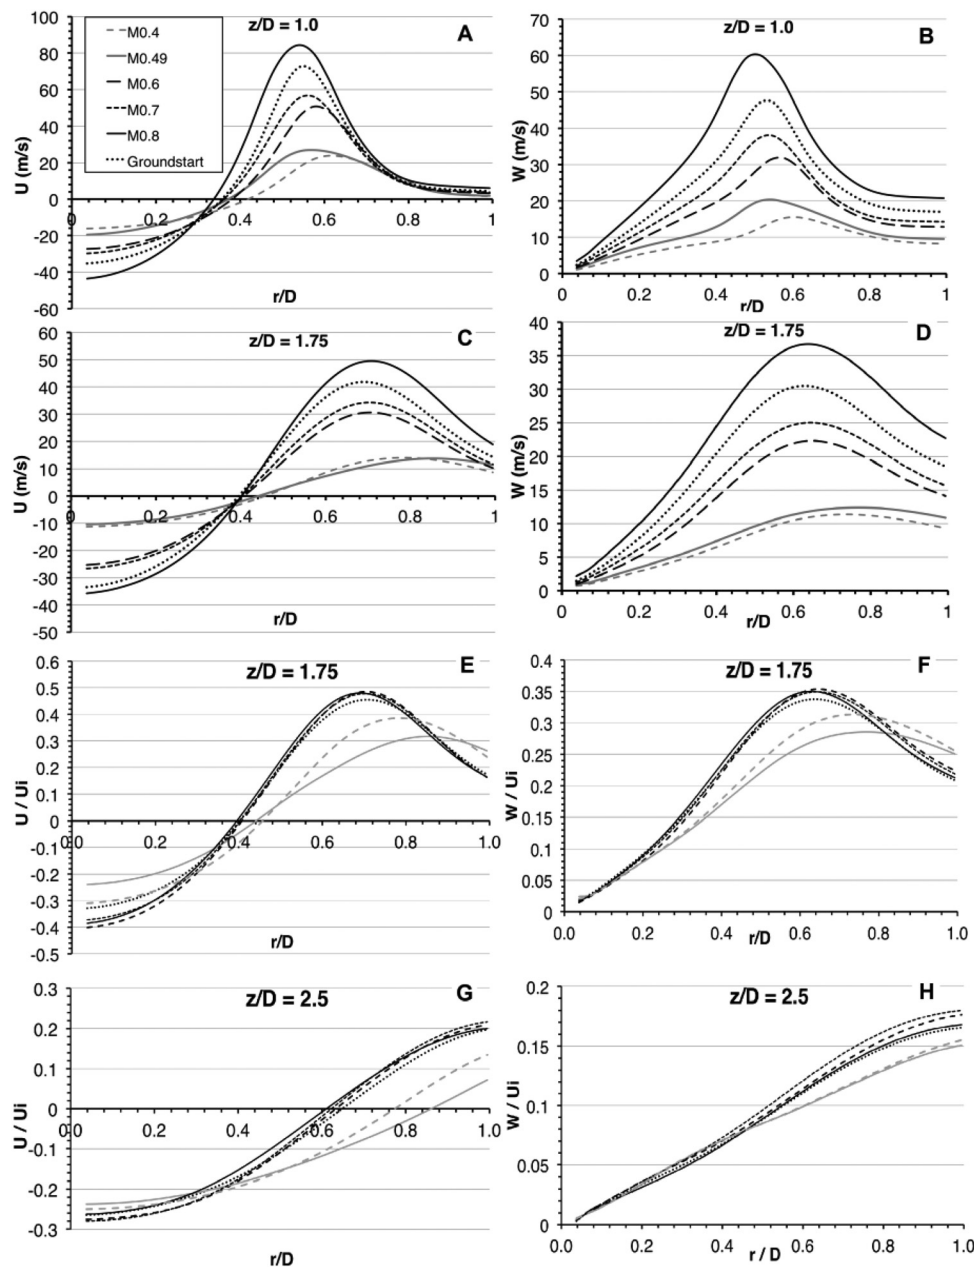 z/D = 1.0
A
100
80
60
40
20
0
-20
-40
-60
U (m/s)
M0.4
M0.49
M0.6
M0.7
M0.8
Groundstart
0 0.2 0.4 0.6 0.8 1
r/D
z/D = 1.0
B
70
60
50
40
30
20
10
0
W (m/s)
0 0.2 0.4 0.6 0.8 1
r/D
z/D = 1.75
C
60
50
40
30
20
10
0
-10
-20
-30
-40
-50
U (m/s)
0 0.2 0.4 0.6 0.8 1
r/D
z/D = 1.75
D
40
35
30
25
20
15
10
5
0
W (m/s)
0 0.2 0.4 0.6 0.8 1
r/D
z/D = 1.75
E
0.6
0.5
0.4
0.3
0.2
0.1
0
-0.1
-0.2
-0.3
-0.4
-0.5
U / Ui
0.0 0.2 0.4 0.6 0.8 1.0
r/D
z/D = 1.75
F
0.4
0.35
0.3
0.25
0.2
0.15
0.1
0.05
0
W / Ui
0.0 0.2 0.4 0.6 0.8 1.0
r/D
z/D = 2.5
G
0.3
0.2
0.1
0
-0.1
-0.2
-0.3
U / Ui
0.0 0.2 0.4 0.6 0.8 1.0
r/D
z/D = 2.5
H
0.2
0.15
0.1
0.05
0
W / Ui
0.0 0.2 0.4 0.6 0.8 1.0
r / D